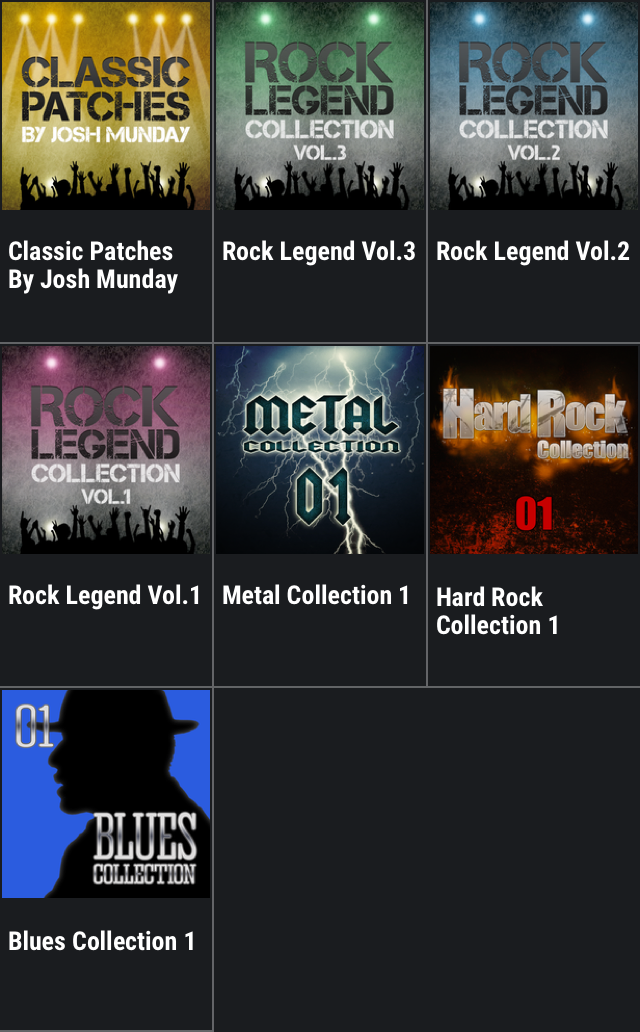 CLASSIC
PATCHES
BY JOSH MUNDAY
Classic Patches
By Josh Munday
ROCK
LEGEND
COLLECTION
VOL.3
Rock Legend Vol.3
ROCK
LEGEND
COLLECTION
VOL.2
Rock Legend Vol.2
ROCK
LEGEND
COLLECTION
VOL.1
Rock Legend Vol.1
METAL
COLLECTION
01
Metal Collection 1
Hard Rock
Collection
01
Hard Rock
Collection 1
01
BLUES
COLLECTION
Blues Collection 1